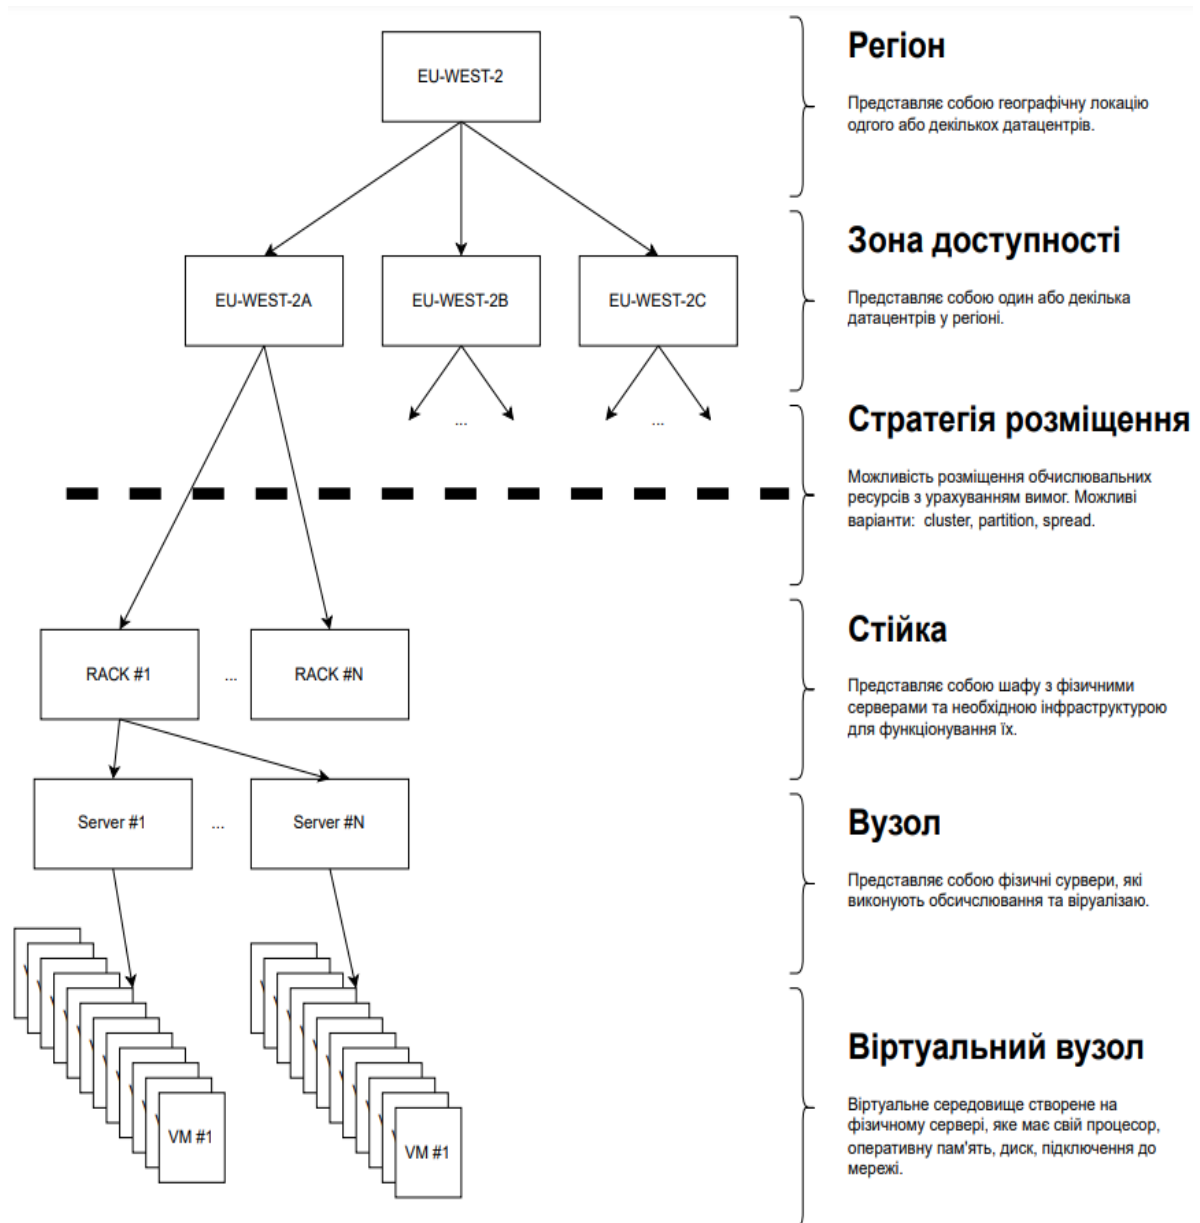 EU-WEST-2
Регіон
Представляє собою географічну локацію
одгого або декількох датацентрів.
EU-WEST-2A
EU-WEST-2B
EU-WEST-2C
Зона доступності
Представляє собою один або декілька
датацентрів у регіоні.
...
...
Стратегія розміщення
Можливість розміщення обчислювальних
ресурсів з урахуванням вимог. Можливі
варіанти: cluster, partition, spread.
RACK #1
...
RACK #N
Стійка
Представляє собою шафу з фізичними
серверами та необхідною інфраструктурою
для функціонування їх.
Server #1
...
Server #N
Вузол
Представляє собою фізичні сурвери, які
виконують обсичслювання та віруалізаю.
VM #1
VM #1
Віртуальний вузол
Віртуальне середовище створене на
фізичному сервері, яке має свій процесор,
оперативну пам'ять, диск, підключення до
мережі.